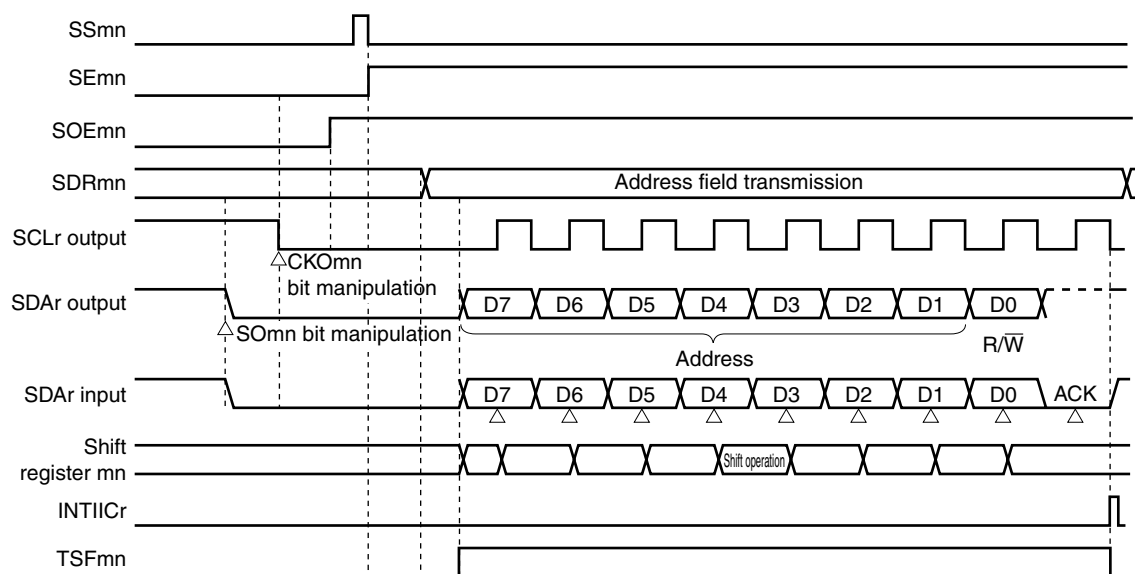 SSmn
SEmn
SOEmn
SDRmn
Address field transmission
SCLr output
△CKOmn
bit manipulation
SDAr output
D7 D6 D5 D4 D3 D2 D1 D0
△SOmn bit manipulation
Address
R/W̅
SDAr input
D7 D6 D5 D4 D3 D2 D1 D0 ACK
Shift
register mn
Shift operation
INTIICr
TSFmn